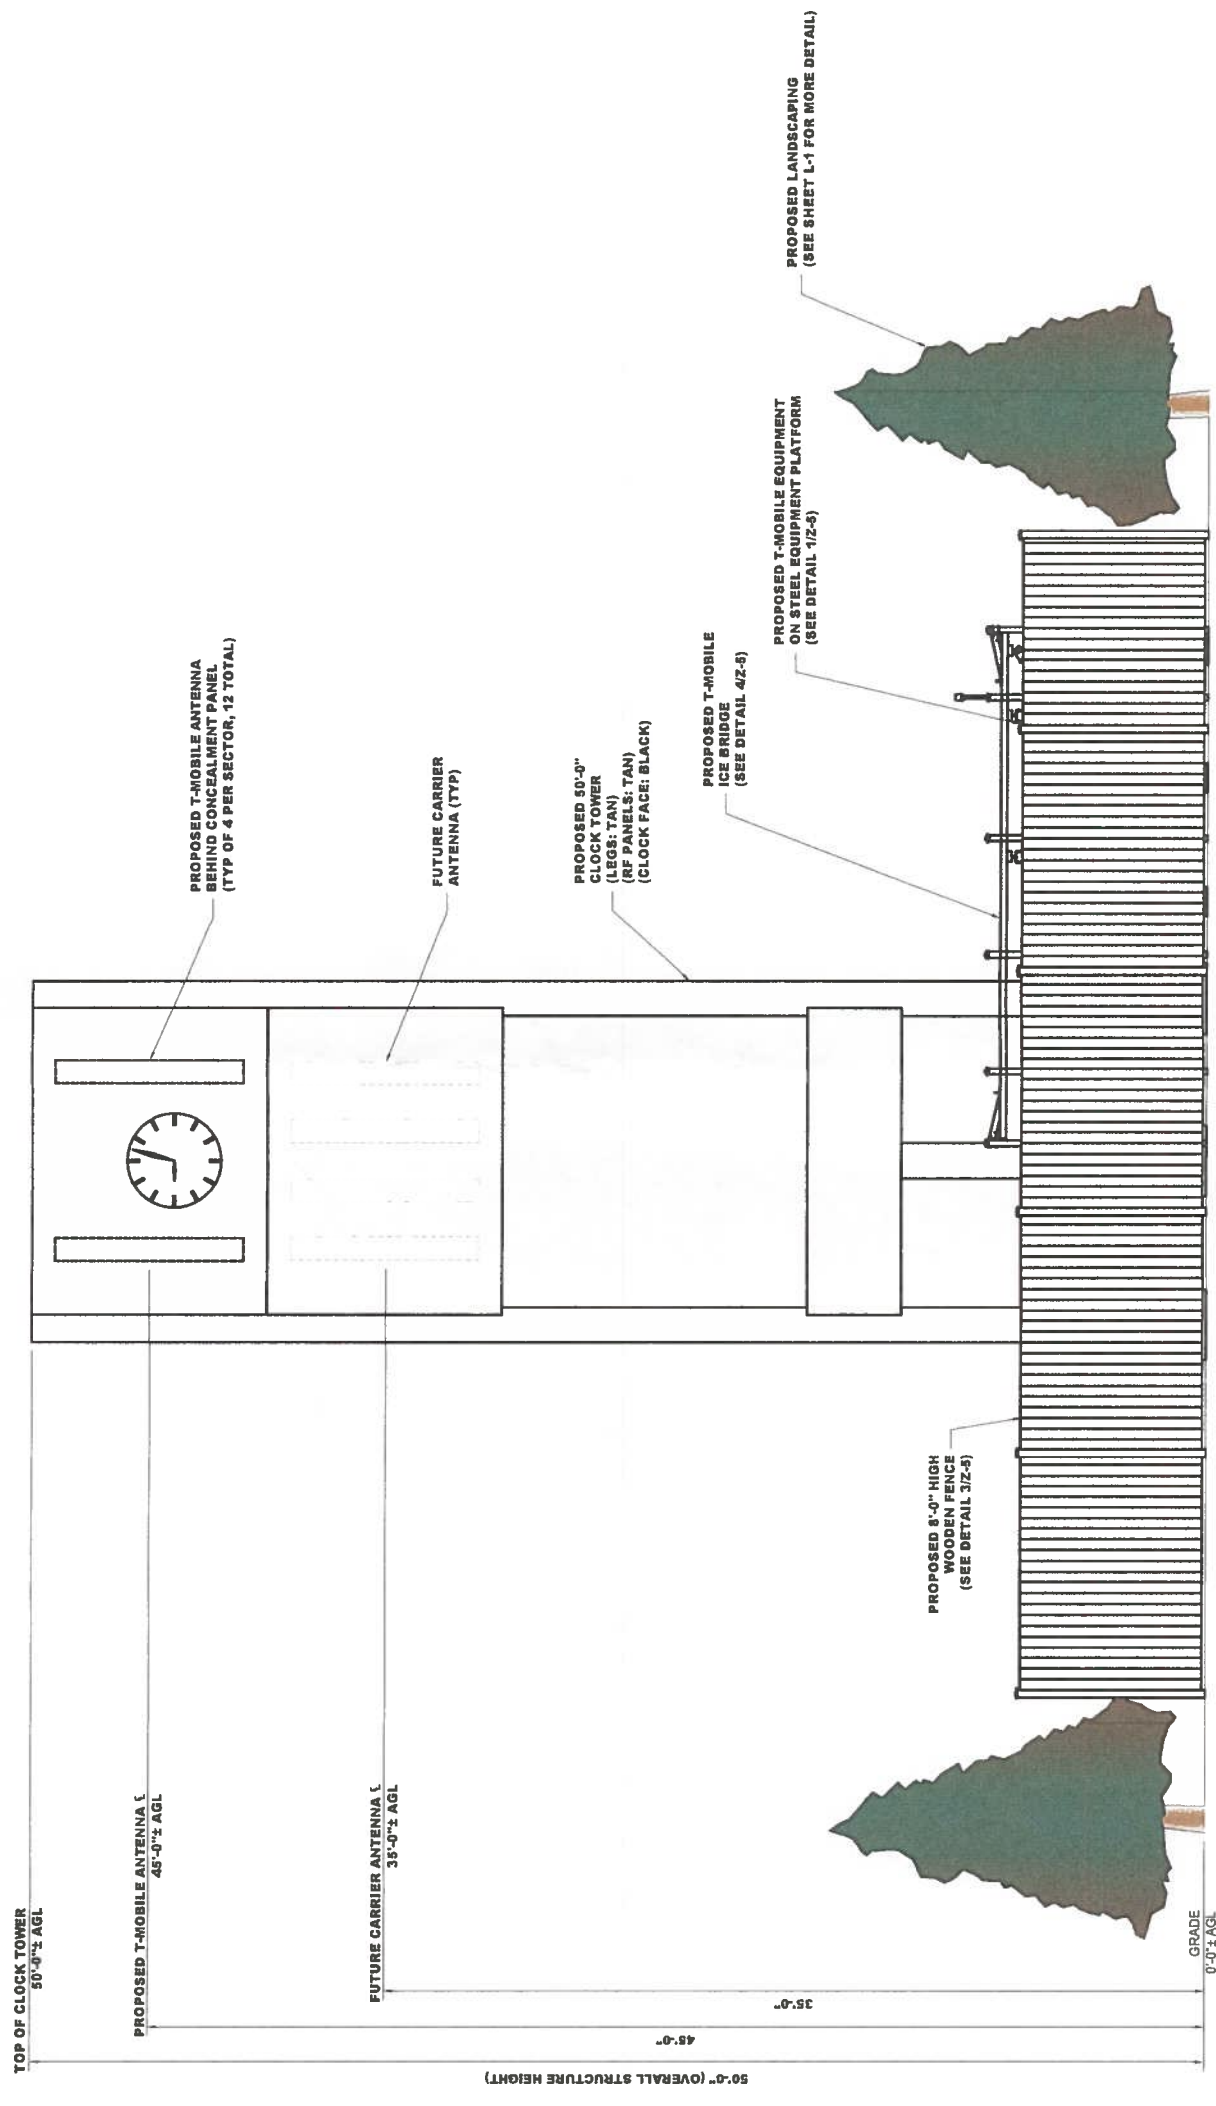 TOP OF CLOCK TOWER
50'-0"± AGL
PROPOSED T-MOBILE ANTENNA ℄
45'-0"± AGL
FUTURE CARRIER ANTENNA ℄
35'-0"± AGL
GRADE
0'-0"± AGL
50'-0" (OVERALL STRUCTURE HEIGHT)
45'-0"
35'-0"
PROPOSED 8'-0" HIGH
WOODEN FENCE
(SEE DETAIL 3/Z-5)
PROPOSED T-MOBILE ANTENNA
BEHIND CONCEALMENT PANEL
(TYP OF 4 PER SECTOR, 12 TOTAL)
FUTURE CARRIER
ANTENNA (TYP)
PROPOSED 50'-0"
CLOCK TOWER
(LEGS: TAN)
(RF PANELS: TAN)
(CLOCK FACE: BLACK)
PROPOSED T-MOBILE
ICE BRIDGE
(SEE DETAIL 4/Z-5)
PROPOSED T-MOBILE EQUIPMENT
ON STEEL EQUIPMENT PLATFORM
(SEE DETAIL 1/Z-5)
PROPOSED LANDSCAPING
(SEE SHEET L-1 FOR MORE DETAIL)